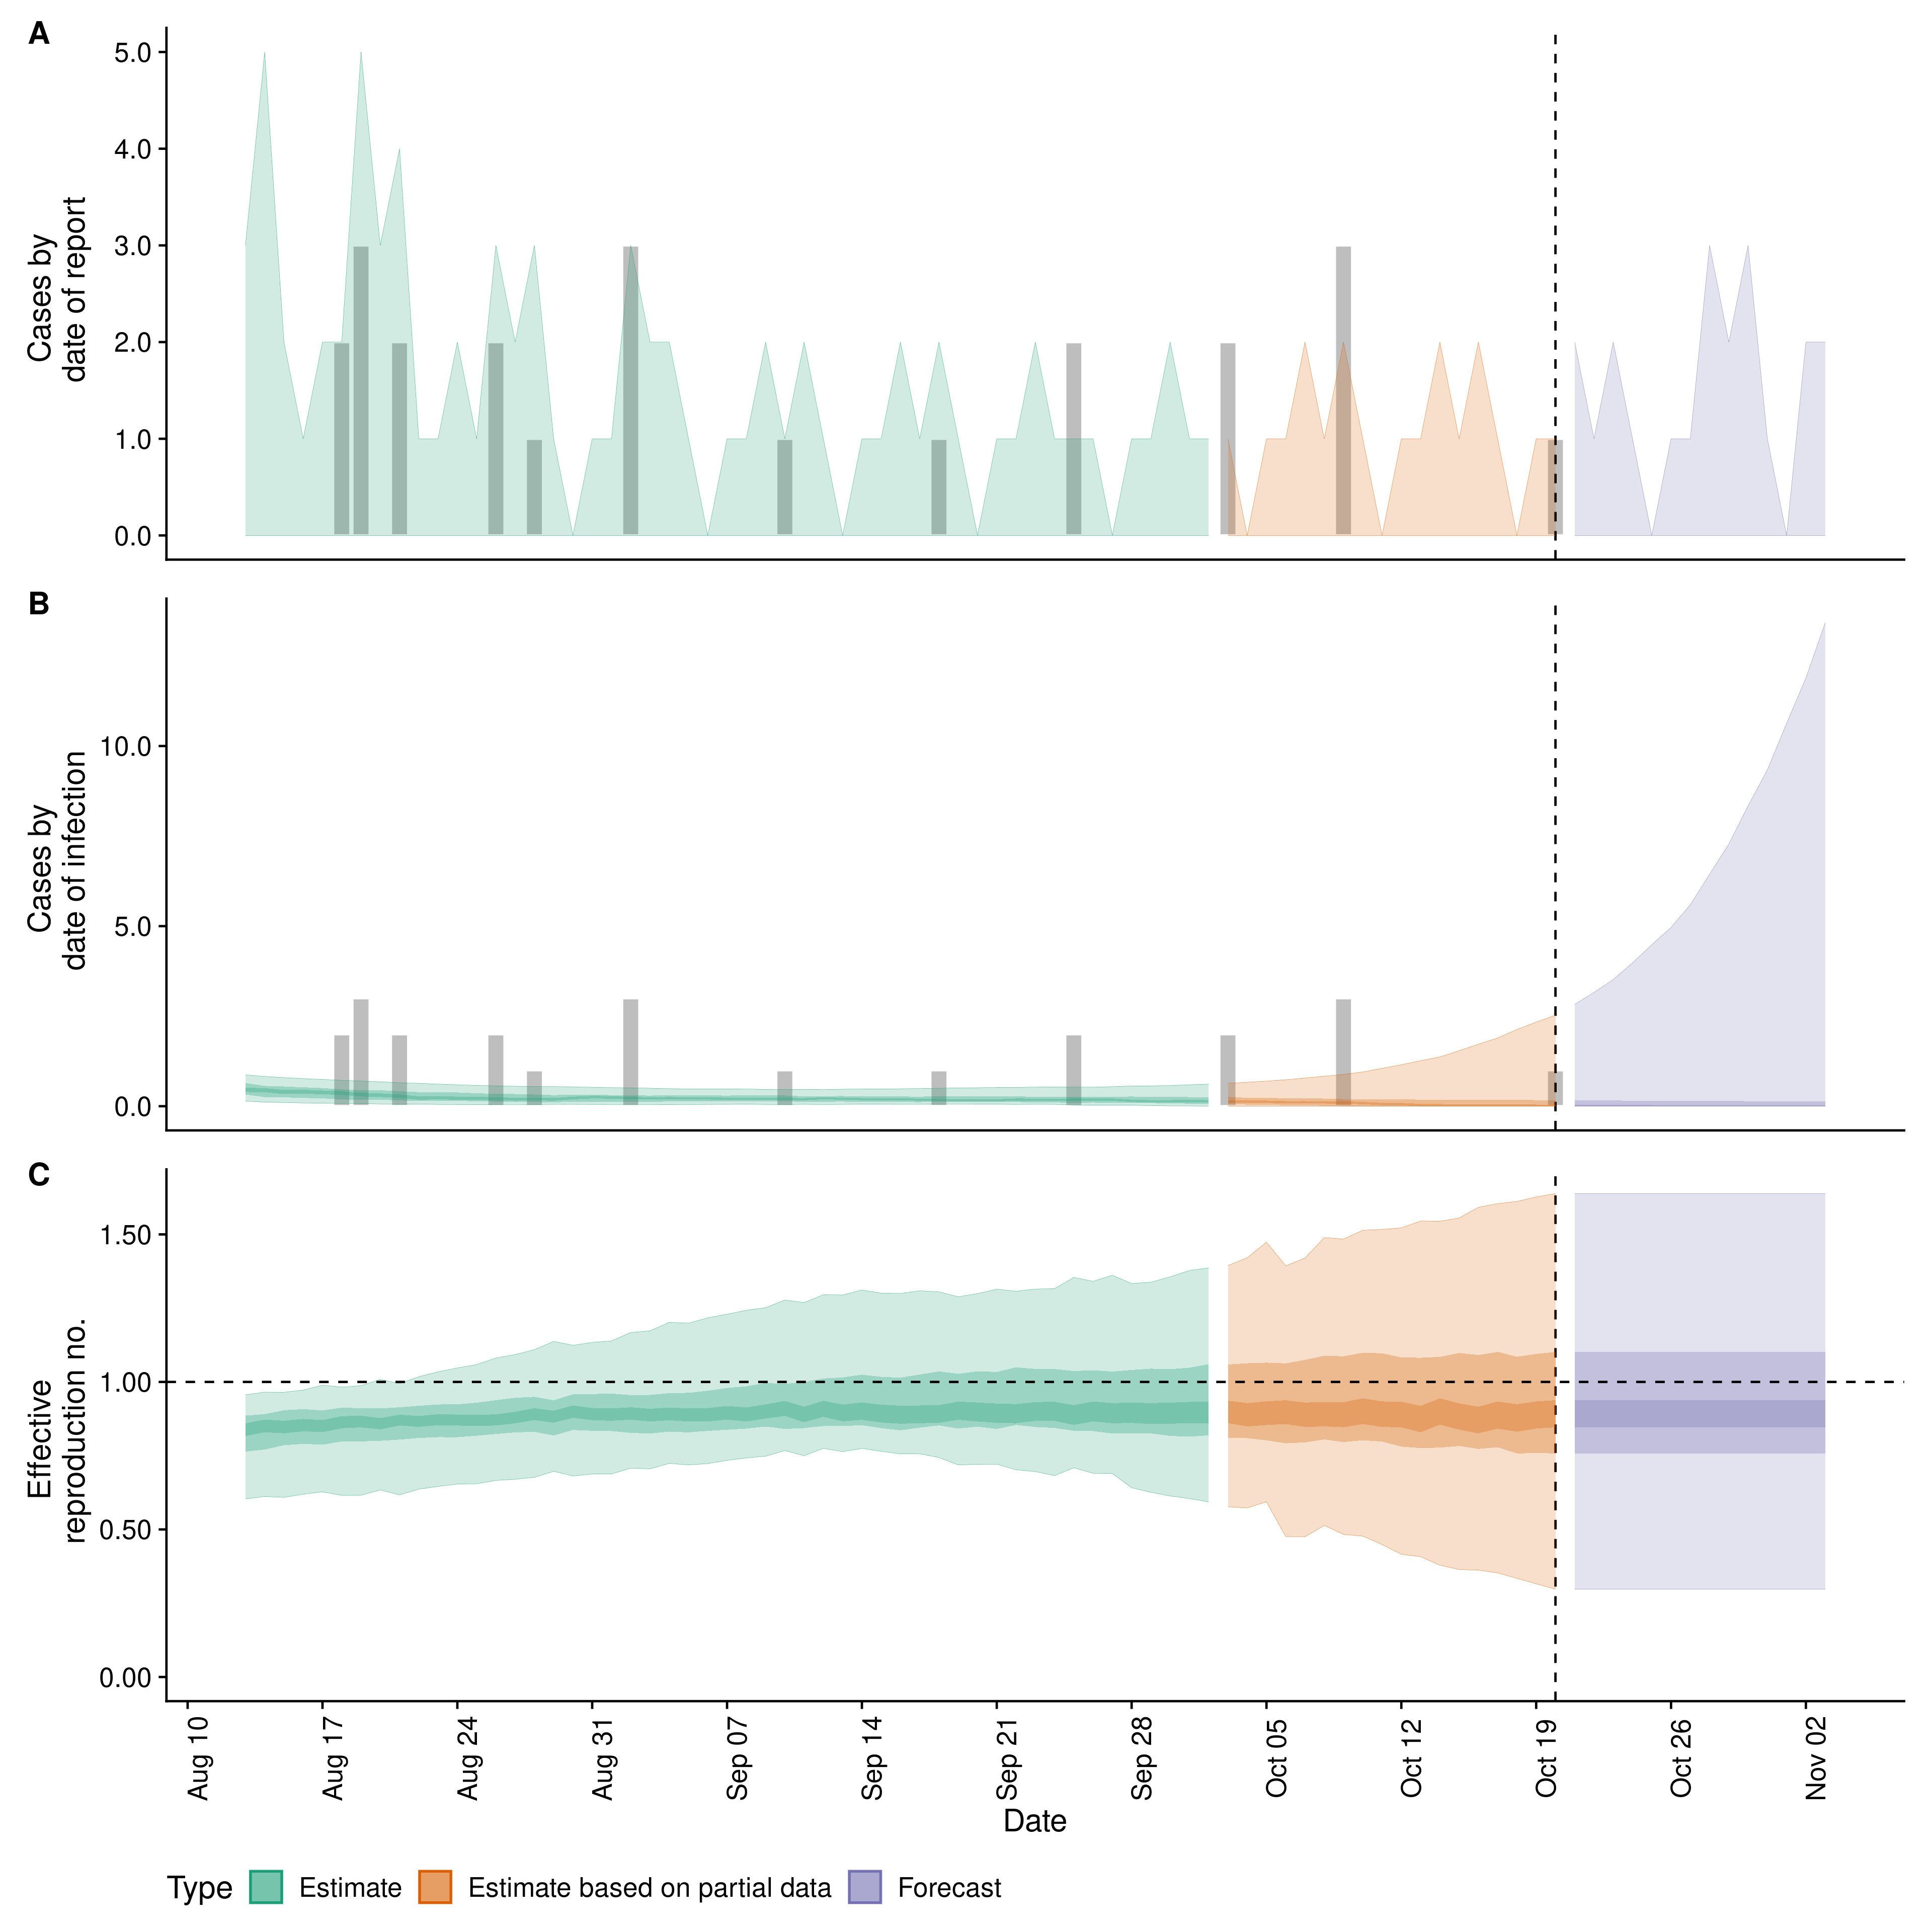 A
5.0
4.0
3.0
2.0
1.0
0.0
Cases by
date of report
B
10.0
5.0
0.0
Cases by
date of infection
C
1.50
1.00
0.50
0.00
Effective
reproduction no.
Aug 10
Aug 17
Aug 24
Aug 31
Sep 07
Sep 14
Sep 21
Sep 28
Oct 05
Oct 12
Oct 19
Oct 26
Nov 02
Date
Type Estimate Estimate based on partial data Forecast